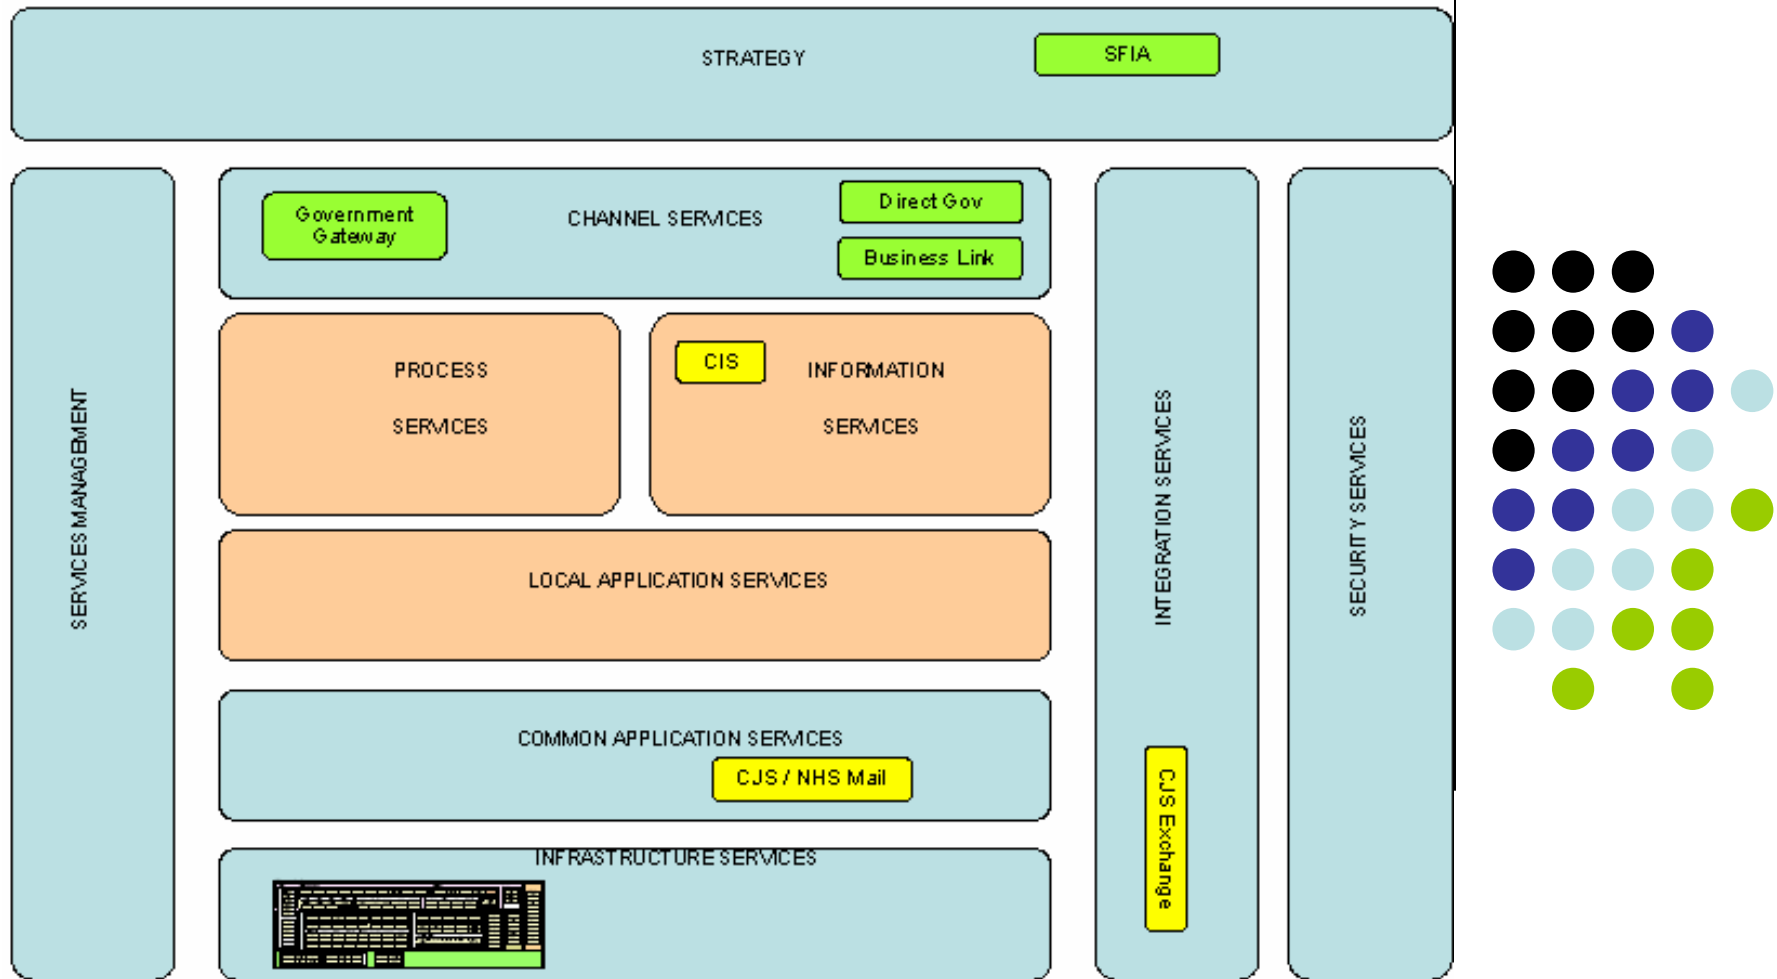 STRATEGY
SFIA
SERVICES MANAGEMENT
Government
Gateway
CHANNEL SERVICES
Direct Gov
Business Link
PROCESS
SERVICES
CIS
INFORMATION
SERVICES
LOCAL APPLICATION SERVICES
COMMON APPLICATION SERVICES
CJS / NHS Mail
INFRASTRUCTURE SERVICES
INTEGRATION SERVICES
CJS Exchange
SECURITY SERVICES